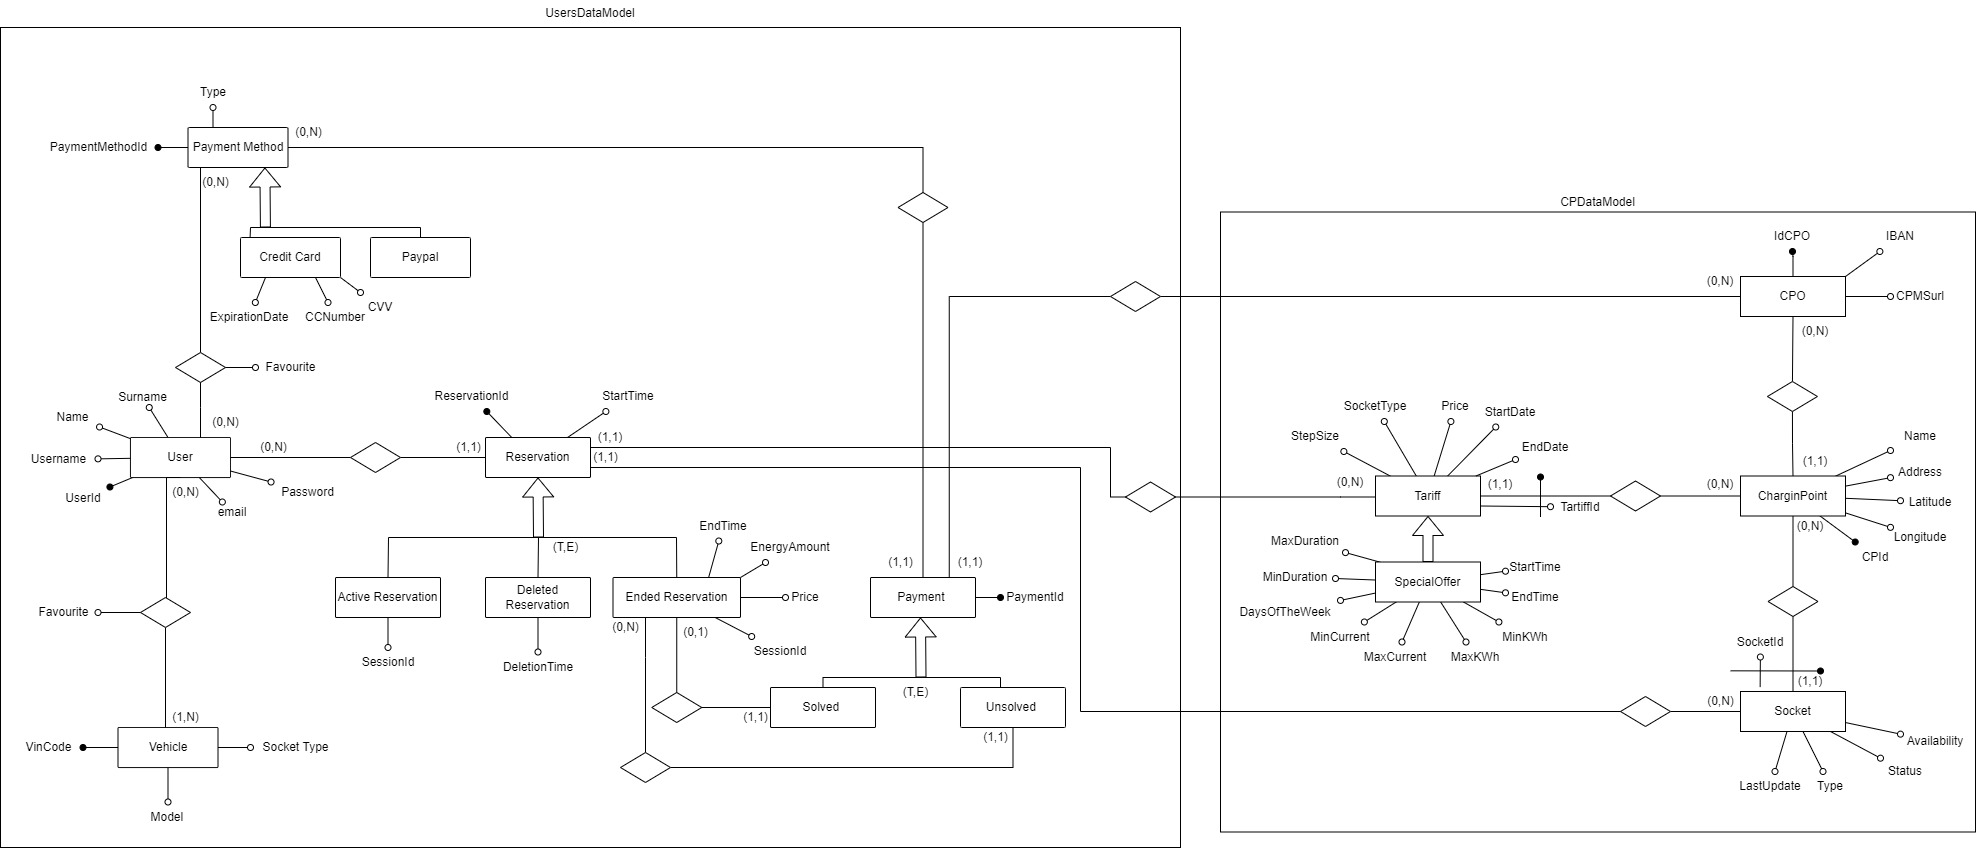 UsersDataModel
Type
PaymentMethodId
Payment Method
(0,N)
(0,N)
Credit Card
Paypal
ExpirationDate
CCNumber
CVV
Favourite
Surname
Name
Username
UserId
User
(0,N)
(0,N)
(0,N)
Password
email
(1,1)
ReservationId
StartTime
Reservation
(1,1)
(1,1)
(T,E)
Active Reservation
SessionId
Deleted
Reservation
DeletionTime
EndTime
EnergyAmount
Ended Reservation
Price
SessionId
(0,N)
(0,1)
(1,1)
(1,1)
Payment
PaymentId
(T,E)
Solved
(1,1)
Unsolved
(1,1)
Favourite
(1,N)
VinCode
Vehicle
Socket Type
Model
CPDataModel
IdCPO
IBAN
(0,N)
CPO
CPMSurl
(0,N)
SocketType
Price
StartDate
StepSize
EndDate
(0,N)
Tariff
(1,1)
TartiffId
(0,N)
(1,1)
Name
Address
CharginPoint
Latitude
Longitude
(0,N)
CPId
MaxDuration
MinDuration
SpecialOffer
StartTime
EndTime
DaysOfTheWeek
MinCurrent
MaxCurrent
MaxKWh
MinKWh
SocketId
(1,1)
(0,N)
Socket
Availability
Status
LastUpdate
Type